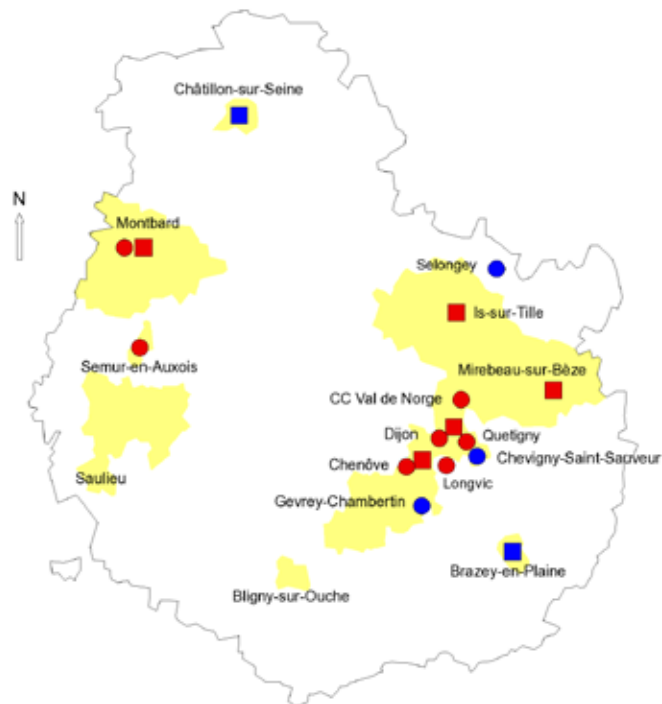 Châtillon-sur-Seine
N
Montbard
Selongey
Is-sur-Tille
Semur-en-Auxois
Mirebeau-sur-Bèze
CC Val de Norge
Dijon
Quetigny
Chevigny-Saint-Sauveur
Chenôve
Saulieu
Longvic
Gevrey-Chambertin
Brazey-en-Plaine
Bligny-sur-Ouche